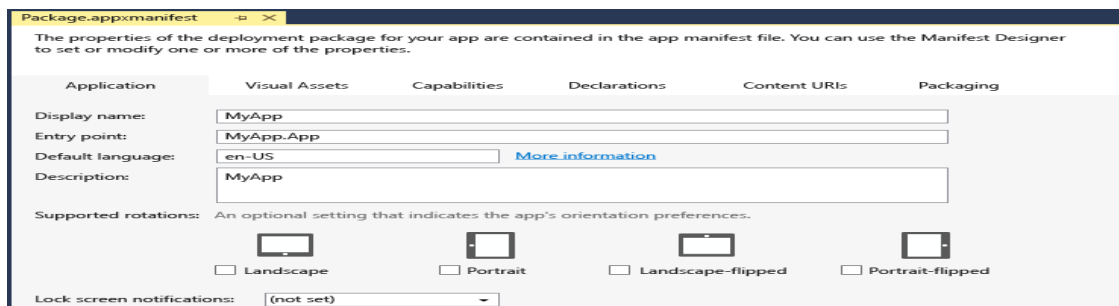 Package.appxmanifest
The properties of the deployment package for your app are contained in the app manifest file. You can use the Manifest Designer
to set or modify one or more of the properties.
Application Visual Assets Capabilities Declarations Content URIs Packaging
Display name: MyApp
Entry point: MyApp.App
Default language: en-US More information
Description: MyApp
Supported rotations: An optional setting that indicates the app's orientation preferences.
Landscape Portrait Landscape-flipped Portrait-flipped
Lock screen notifications: (not set)